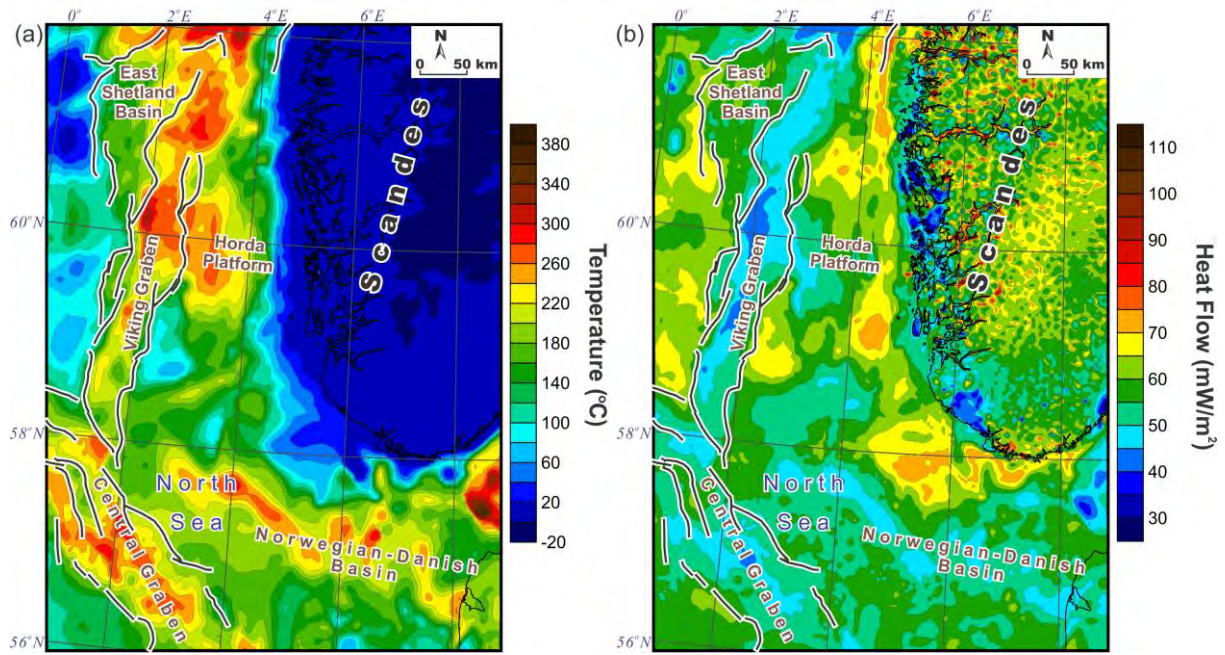 (a)
0°
2°E
4°E
6°E
N
0 50 km
East
Shetland
Basin
Scandes
60°N
Horda
Platform
Viking Graben
58°N
North
Sea
Central Graben
Norwegian-Danish
Basin
56°N
380
340
300
260
220
180
140
100
60
20
-20
Temperature (°C)
(b)
0°
2°E
4°E
6°E
N
0 50 km
East
Shetland
Basin
Scandes
60°N
Horda
Platform
Viking Graben
58°N
North
Sea
Central Graben
Norwegian-Danish
Basin
56°N
110
100
90
80
70
60
50
40
30
Heat Flow (mW/m²)